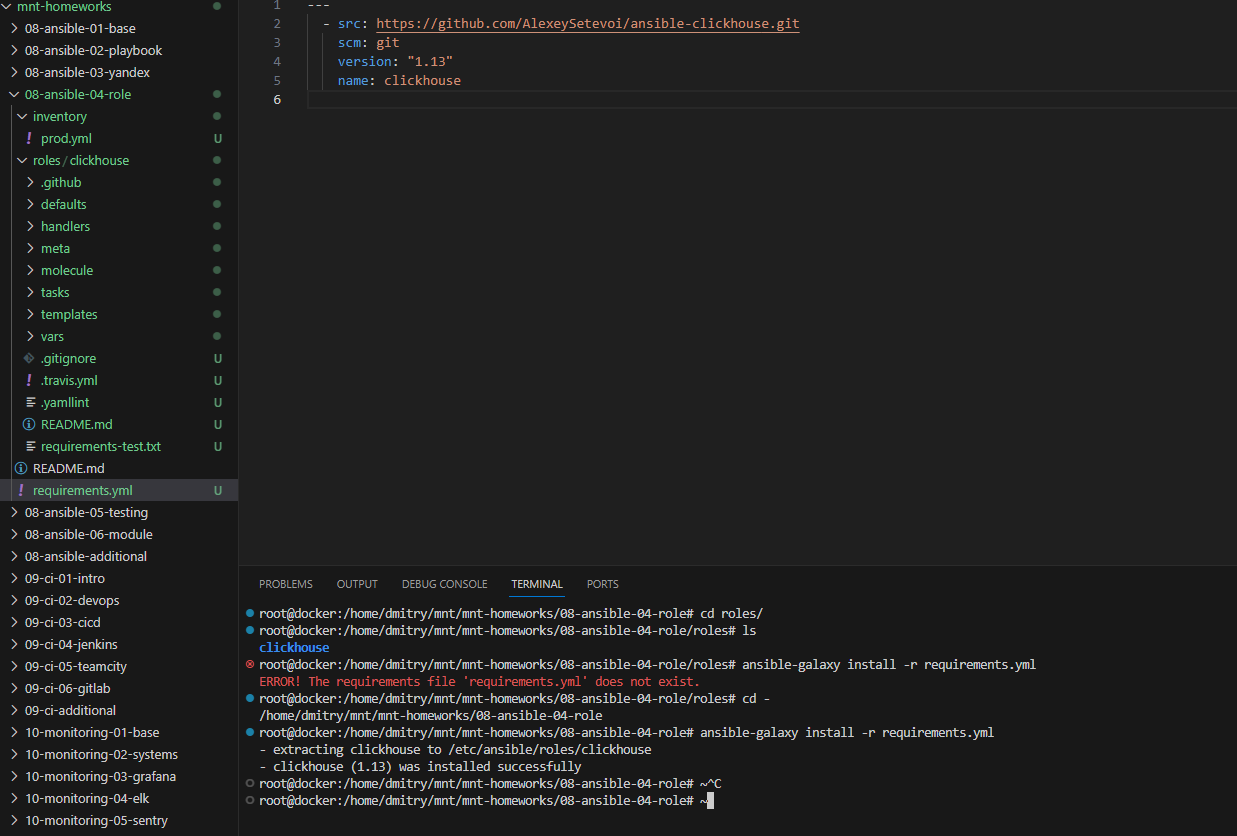 mnt-homeworks
08-ansible-01-base
08-ansible-02-playbook
08-ansible-03-yandex
08-ansible-04-role
inventory
! prod.yml U
roles/clickhouse
.github
defaults
handlers
meta
molecule
tasks
templates
vars
.gitignore U
! .travis.yml U
.yamllint U
README.md U
requirements-test.txt U
README.md
! requirements.yml U
08-ansible-05-testing
08-ansible-06-module
08-ansible-additional
09-ci-01-intro
09-ci-02-devops
09-ci-03-cicd
09-ci-04-jenkins
09-ci-05-teamcity
09-ci-06-gitlab
09-ci-additional
10-monitoring-01-base
10-monitoring-02-systems
10-monitoring-03-grafana
10-monitoring-04-elk
10-monitoring-05-sentry
1 ---
2 - src: https://github.com/AlexeySetevoi/ansible-clickhouse.git
3 scm: git
4 version: "1.13"
5 name: clickhouse
6
PROBLEMS OUTPUT DEBUG CONSOLE TERMINAL PORTS
root@docker:/home/dmitry/mnt/mnt-homeworks/08-ansible-04-role# cd roles/
root@docker:/home/dmitry/mnt/mnt-homeworks/08-ansible-04-role/roles# ls
clickhouse
root@docker:/home/dmitry/mnt/mnt-homeworks/08-ansible-04-role/roles# ansible-galaxy install -r requirements.yml
ERROR! The requirements file 'requirements.yml' does not exist.
root@docker:/home/dmitry/mnt/mnt-homeworks/08-ansible-04-role/roles# cd -
/home/dmitry/mnt/mnt-homeworks/08-ansible-04-role
root@docker:/home/dmitry/mnt/mnt-homeworks/08-ansible-04-role# ansible-galaxy install -r requirements.yml
- extracting clickhouse to /etc/ansible/roles/clickhouse
- clickhouse (1.13) was installed successfully
root@docker:/home/dmitry/mnt/mnt-homeworks/08-ansible-04-role# ~^C
root@docker:/home/dmitry/mnt/mnt-homeworks/08-ansible-04-role# ~